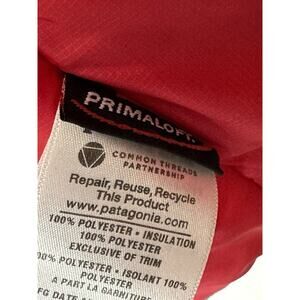 PRIMALOFT.
COMMON THREADS
PARTNERSHIP
Repair, Reuse, Recycle
This Product
www.patagonia.com
100% POLYESTER • INSULATION
100% POLYESTER
EXCLUSIVE OF TRIM
POLYESTER • ISOLANT 100%
POLYESTER
A PART LA GARNITURE